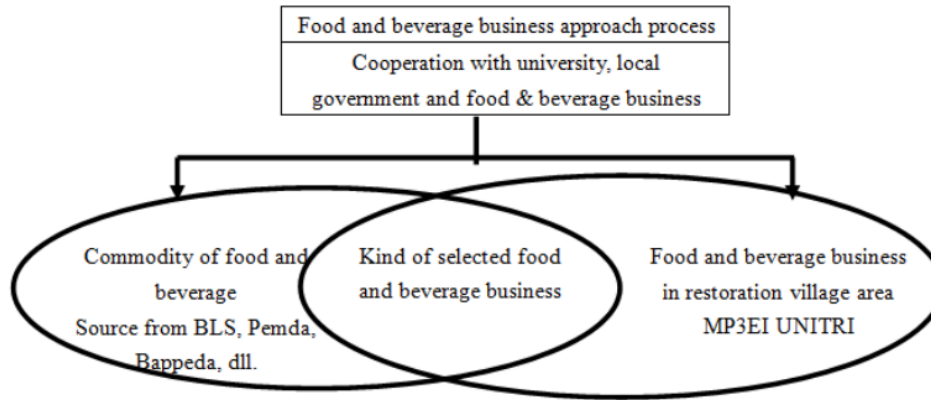 Food and beverage business approach process
Cooperation with university, local
government and food & beverage business
Commodity of food and
beverage
Source from BLS, Pemda,
Bappeda, dll.
Kind of selected food
and beverage business
Food and beverage business
in restoration village area
MP3EI UNITRI